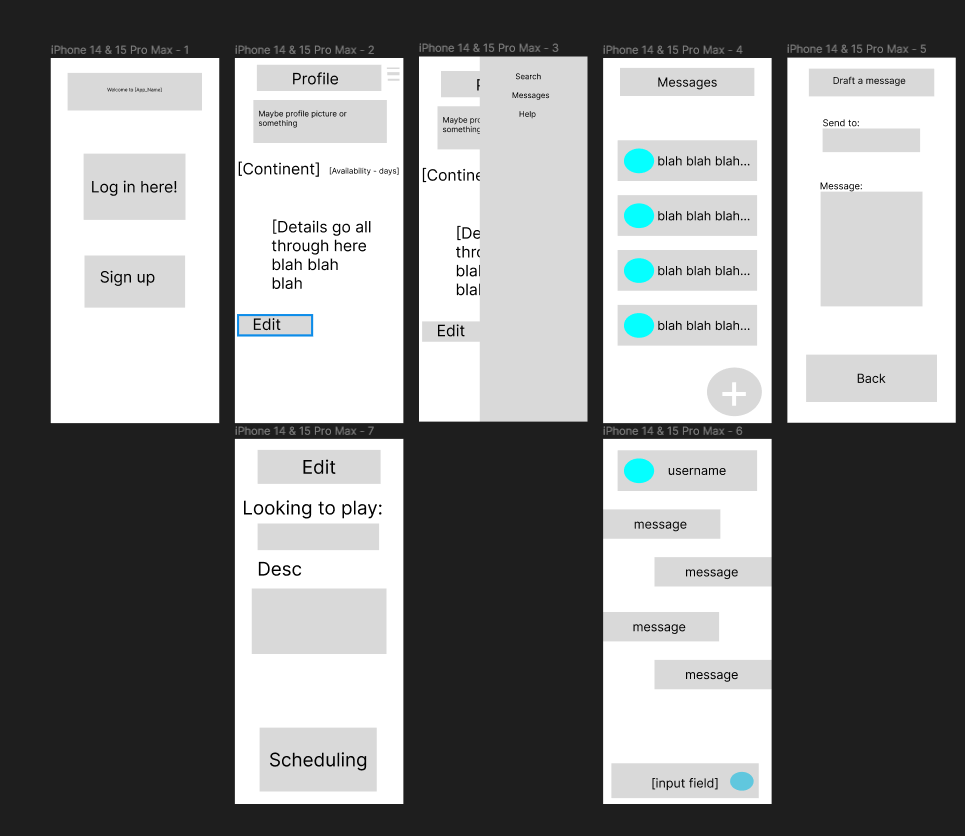 iPhone 14 & 15 Pro Max - 1
Welcome to [App_Name]
Log in here!
Sign up
iPhone 14 & 15 Pro Max - 2
Profile
Maybe profile picture or
something
[Continent]
[Availability - days]
[Details go all
through here
blah blah
blah
Edit
iPhone 14 & 15 Pro Max - 3
Maybe pro
something
[Contine
[De
thro
blah
blah
Edit
Search
Messages
Help
iPhone 14 & 15 Pro Max - 4
Messages
blah blah blah...
blah blah blah...
blah blah blah...
blah blah blah...
+
iPhone 14 & 15 Pro Max - 5
Draft a message
Send to:
Message:
Back
iPhone 14 & 15 Pro Max - 7
Edit
Looking to play:
Desc
Scheduling
iPhone 14 & 15 Pro Max - 6
username
message
message
message
message
[input field]